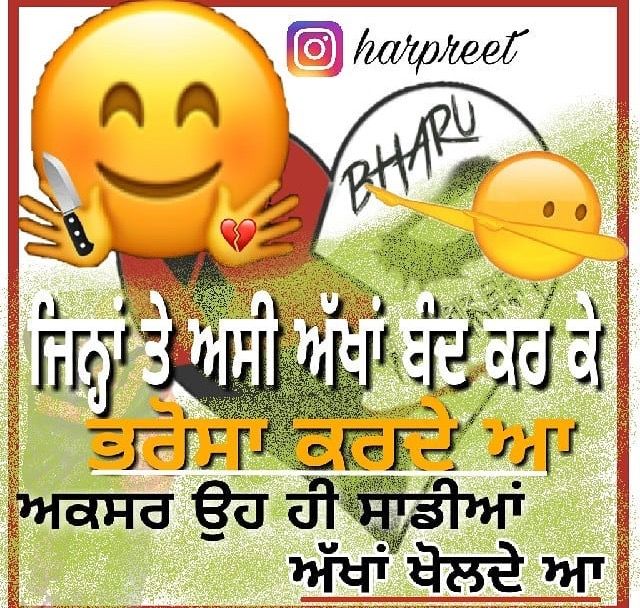 harpreet
BHARU
ਜਿਨ੍ਹਾਂ ਤੇ ਅਸੀ ਅੱਖਾਂ ਬੰਦ ਕਰ ਕੇ
ਭਰੋਸਾ ਕਰਦੇ ਆ
ਅਕਸਰ ਉਹ ਹੀ ਸਾਡੀਆਂ
ਅੱਖਾਂ ਖੋਲਦੇ ਆ